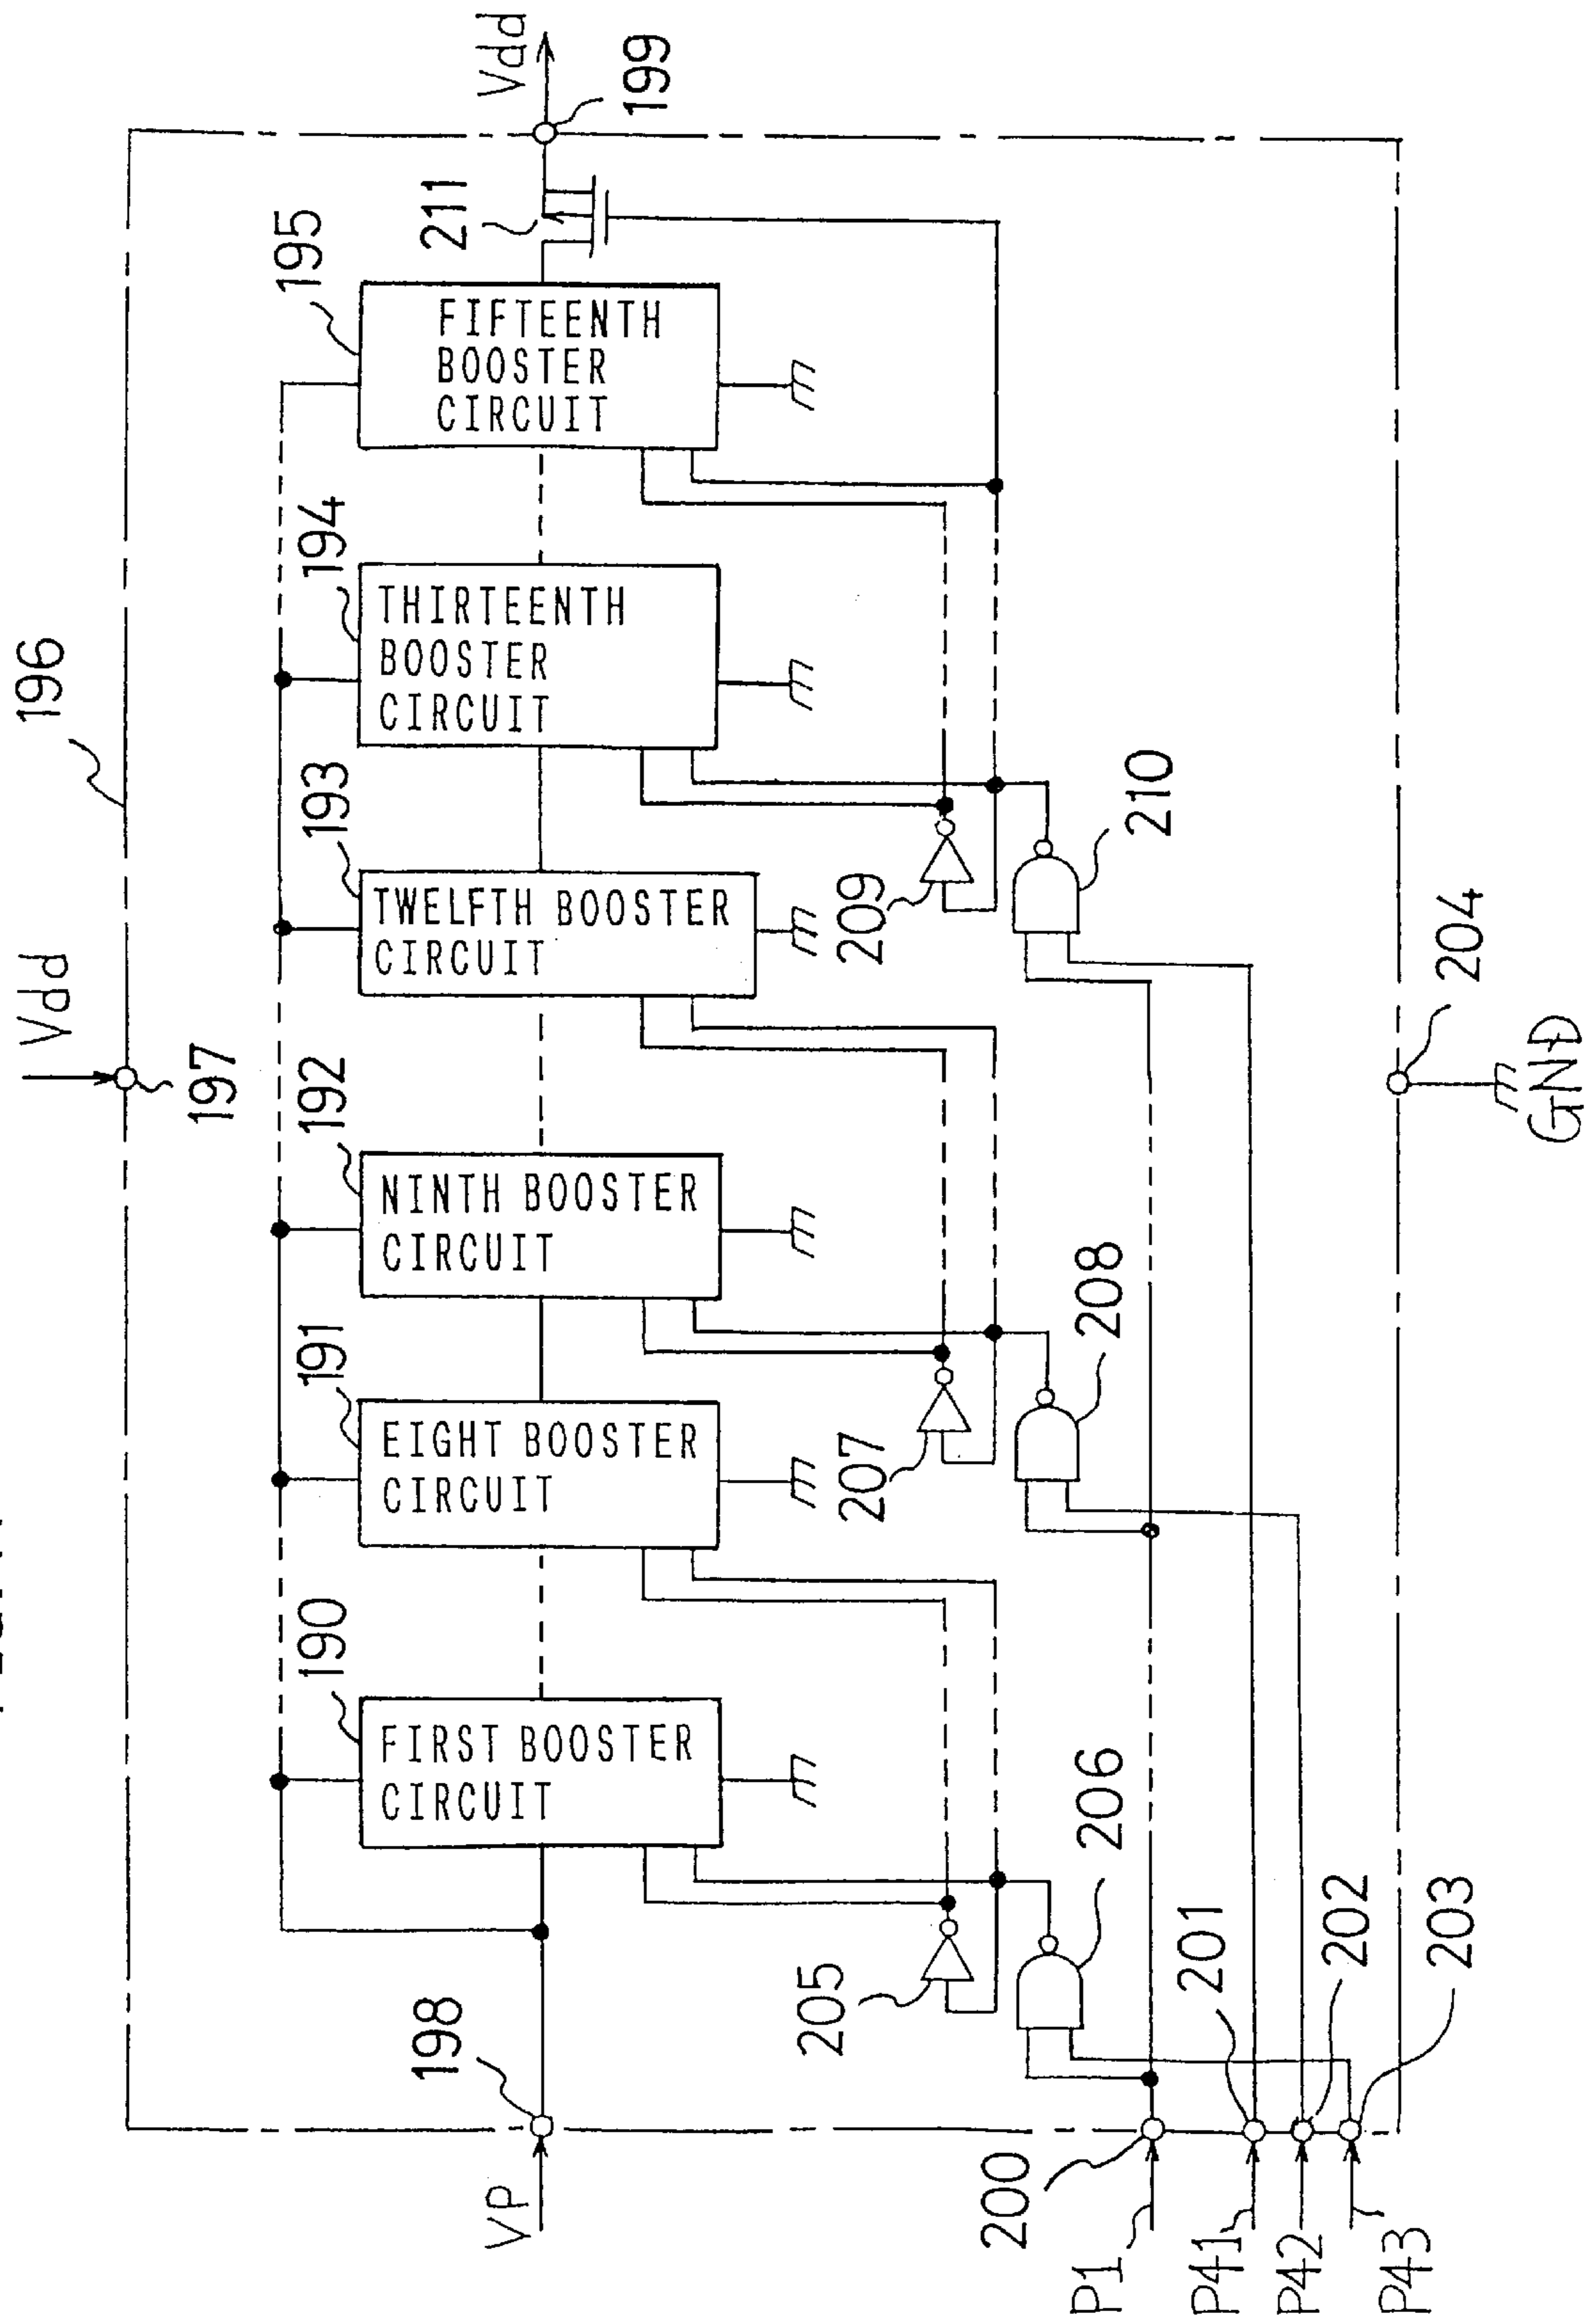 196
Vdd
197
Vdd
199
211
195
FIFTEENTH
BOOSTER
CIRCUIT
194
THIRTEENTH
BOOSTER
CIRCUIT
193
TWELFTH BOOSTER
CIRCUIT
192
NINTH BOOSTER
CIRCUIT
191
EIGHT BOOSTER
CIRCUIT
190
FIRST BOOSTER
CIRCUIT
198
VP
209
210
207
208
205
206
204
GND
200
201
202
203
P1
P41
P42
P43